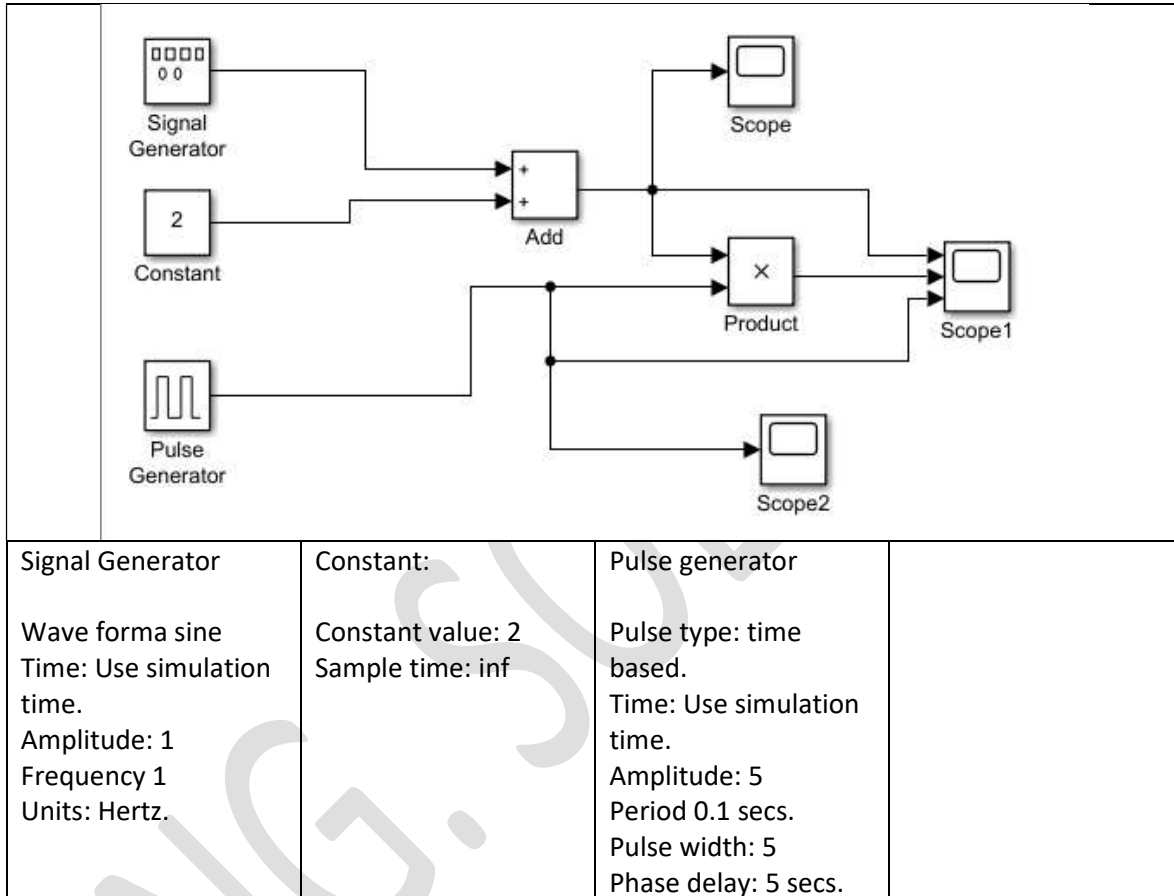 Signal
Generator
Scope
2
Constant
+
+
Add
×
Product
Scope1
Pulse
Generator
Scope2
Signal Generator
Wave forma sine
Time: Use simulation
time.
Amplitude: 1
Frequency 1
Units: Hertz.
Constant:
Constant value: 2
Sample time: inf
Pulse generator
Pulse type: time
based.
Time: Use simulation
time.
Amplitude: 5
Period 0.1 secs.
Pulse width: 5
Phase delay: 5 secs.